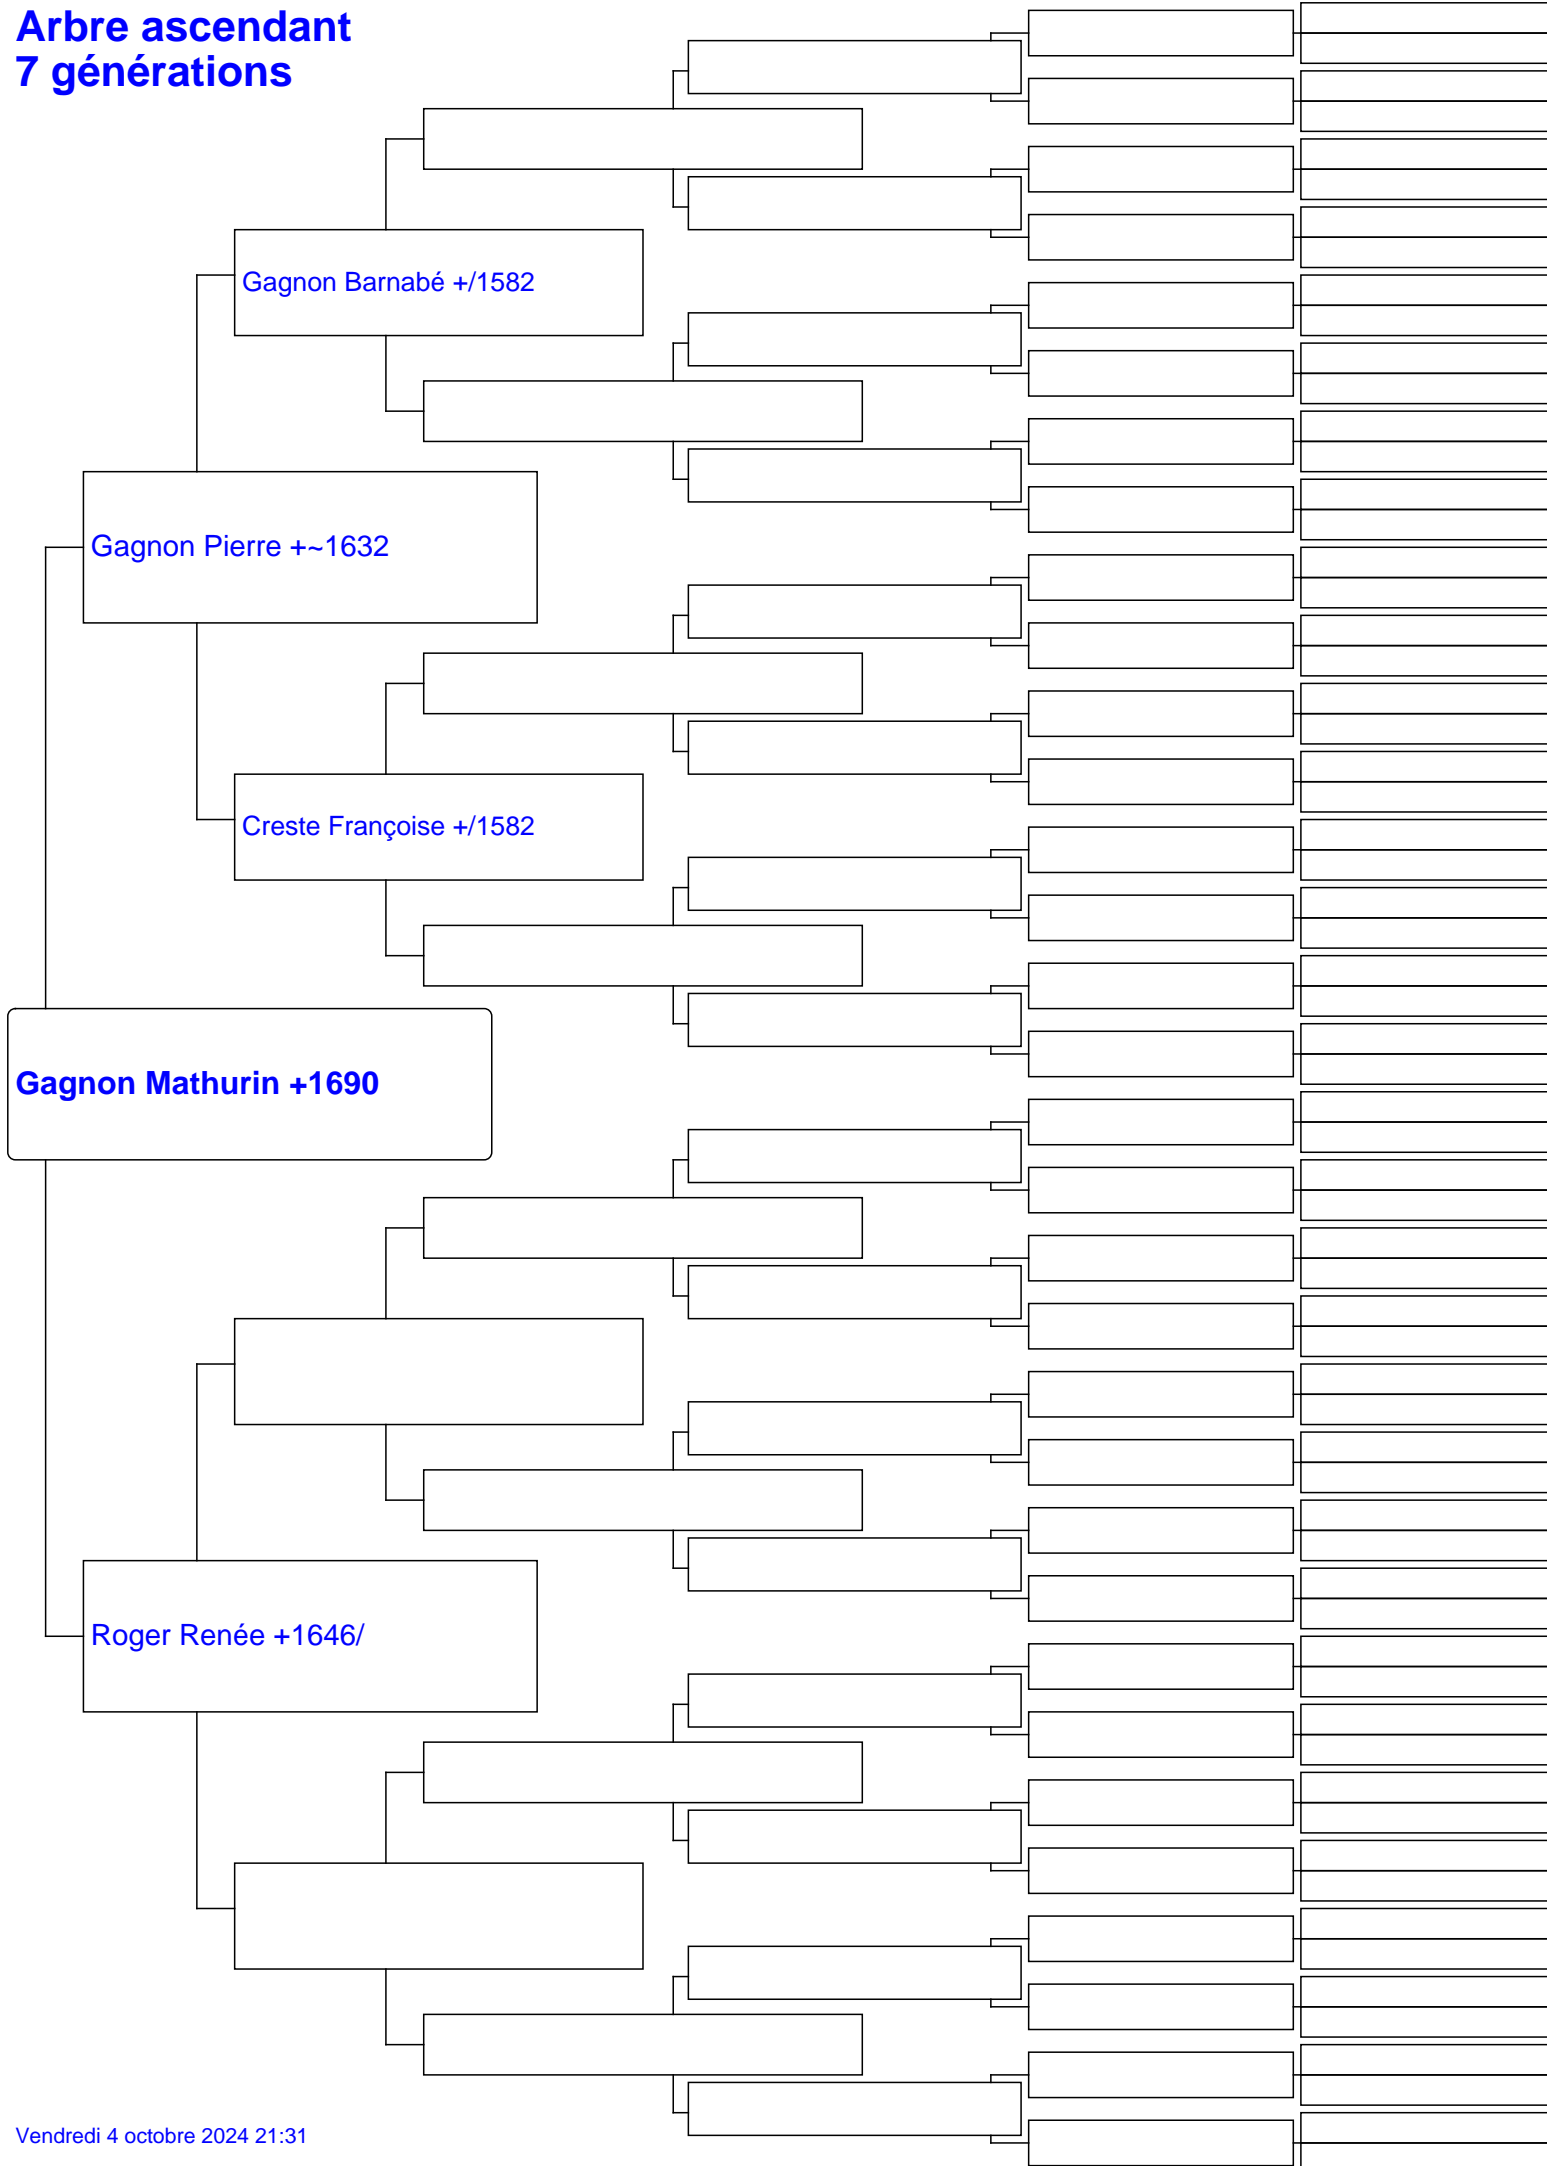 Arbre ascendant
7 générations
Gagnon Barnabé +/1582
Gagnon Pierre +~1632
Creste Françoise +/1582
Gagnon Mathurin +1690
Roger Renée +1646/
Vendredi 4 octobre 2024 21:31